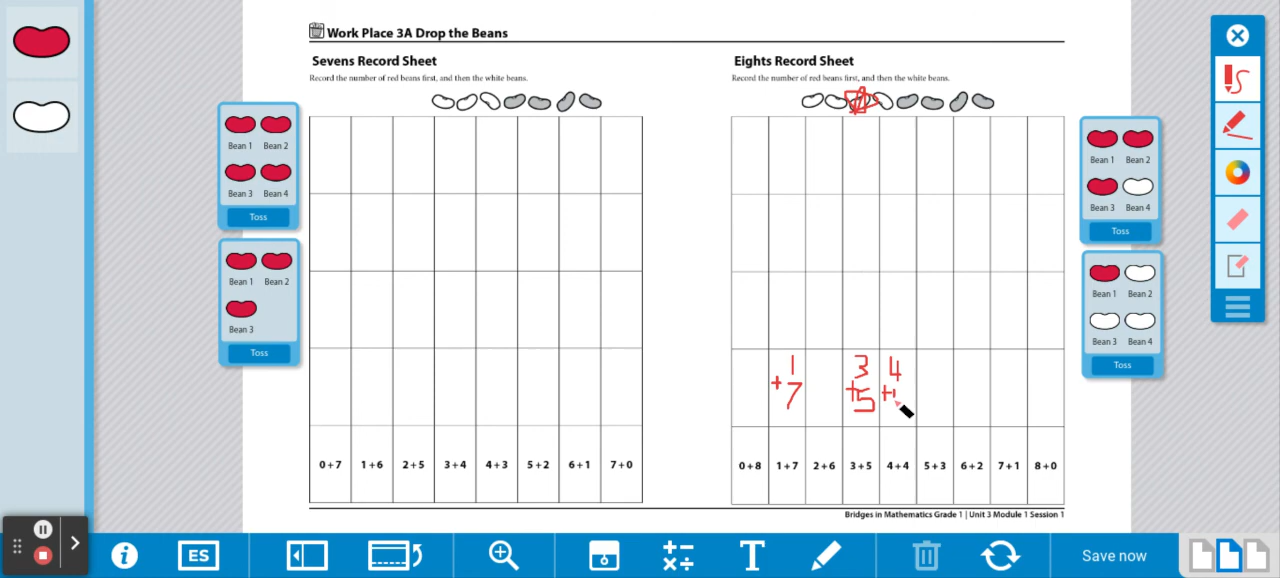 Work Place 3A Drop the Beans
Sevens Record Sheet
Record the number of red beans first, and then the white beans.
Eights Record Sheet
Record the number of red beans first, and then the white beans.
Bean 1 Bean 2
Bean 3 Bean 4
Toss
Bean 1 Bean 2
Bean 3
Toss
Bean 1 Bean 2
Bean 3 Bean 4
Toss
Bean 1 Bean 2
Bean 3 Bean 4
Toss
1 3 4
+7 +5 +
0 + 7 1 + 6 2 + 5 3 + 4 4 + 3 5 + 2 6 + 1 7 + 0
0 + 8 1 + 7 2 + 6 3 + 5 4 + 4 5 + 3 6 + 2 7 + 1 8 + 0
Bridges in Mathematics Grade 1 | Unit 3 Module 1 Session 1
ES
T
Save now